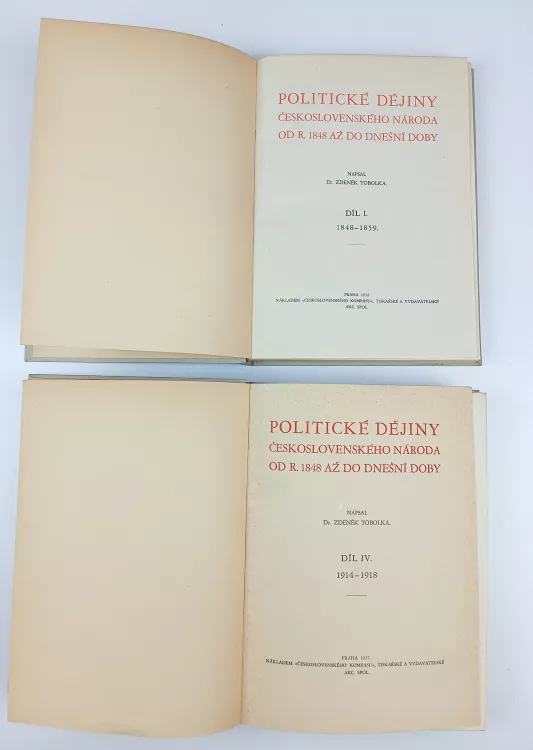 POLITICKÉ DĚJINY
ČESKOSLOVENSKÉHO NÁRODA
OD R. 1848 AŽ DO DNEŠNÍ DOBY
NAPSAL
Dr. ZDENĚK TOBOLKA.
DÍL I.
1848–1859.
PRAHA 1932
NÁKLADEM »ČESKOSLOVENSKÉHO KOMPASU«, TISKAŘSKÉ A VYDAVATELSKÉ
AKC. SPOL.
POLITICKÉ DĚJINY
ČESKOSLOVENSKÉHO NÁRODA
OD R. 1848 AŽ DO DNEŠNÍ DOBY
NAPSAL
Dr. ZDENĚK TOBOLKA.
DÍL IV.
1914–1918
PRAHA 1937.
NÁKLADEM »ČESKOSLOVENSKÉHO KOMPASU«, TISKAŘSKÉ A VYDAVATELSKÉ
AKC. SPOL.